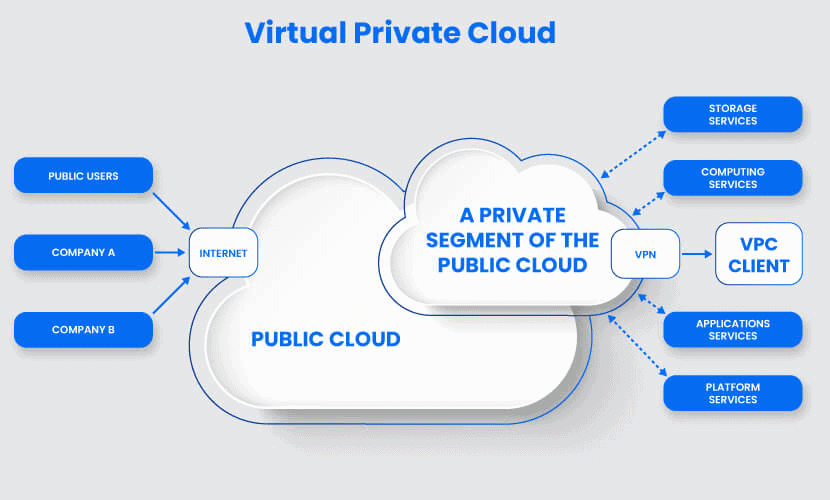 Virtual Private Cloud
PUBLIC USERS
COMPANY A
COMPANY B
INTERNET
PUBLIC CLOUD
A PRIVATE
SEGMENT OF THE
PUBLIC CLOUD
VPN
VPC
CLIENT
STORAGE
SERVICES
COMPUTING
SERVICES
APPLICATIONS
SERVICES
PLATFORM
SERVICES